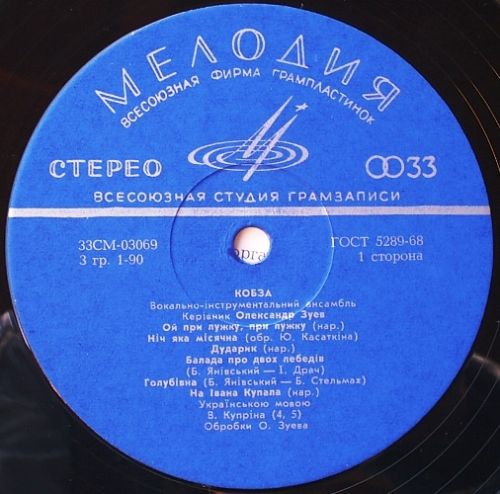 МЕЛОДИЯ
ВСЕСОЮЗНАЯ ФИРМА ГРАМПЛАСТИНОК
СТЕРЕО
33
ВСЕСОЮЗНАЯ СТУДИЯ ГРАМЗАПИСИ
33СМ-03069
ГОСТ 5289-68
3 гр. 1-90
1 сторона
орга
КОБЗА
Вокально-інструментальний ансамбль
Керівник Олександр Зуев
Ой при лужку, при лужку (нар.)
Ніч яка місячна (обр. Ю. Касаткіна)
Дударик (нар.)
Балада про двох лебедів
(Б. Янівський — І. Драч)
Голубівна (Б. Янівський — Б. Стельмах)
На Івана Купала (нар.)
Українською мовою
В. Купріна (4, 5)
Обробки О. Зуева